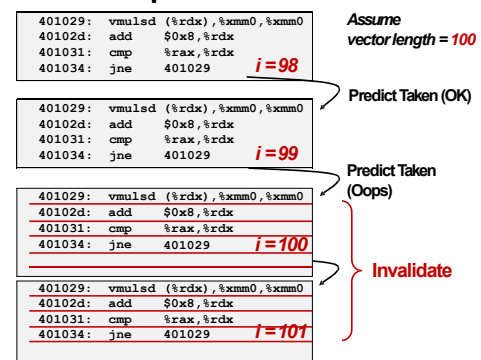 401029: vmulsd (%rdx),%xmm0,%xmm0
40102d: add $0x8,%rdx
401031: cmp %rax,%rdx
401034: jne 401029 i = 98
Assume
vector length = 100
Predict Taken (OK)
401029: vmulsd (%rdx),%xmm0,%xmm0
40102d: add $0x8,%rdx
401031: cmp %rax,%rdx
401034: jne 401029 i = 99
Predict Taken
(Oops)
401029: vmulsd (%rdx),%xmm0,%xmm0
40102d: add $0x8,%rdx
401031: cmp %rax,%rdx
401034: jne 401029 i = 100
Invalidate
401029: vmulsd (%rdx),%xmm0,%xmm0
40102d: add $0x8,%rdx
401031: cmp %rax,%rdx
401034: jne 401029 i = 101